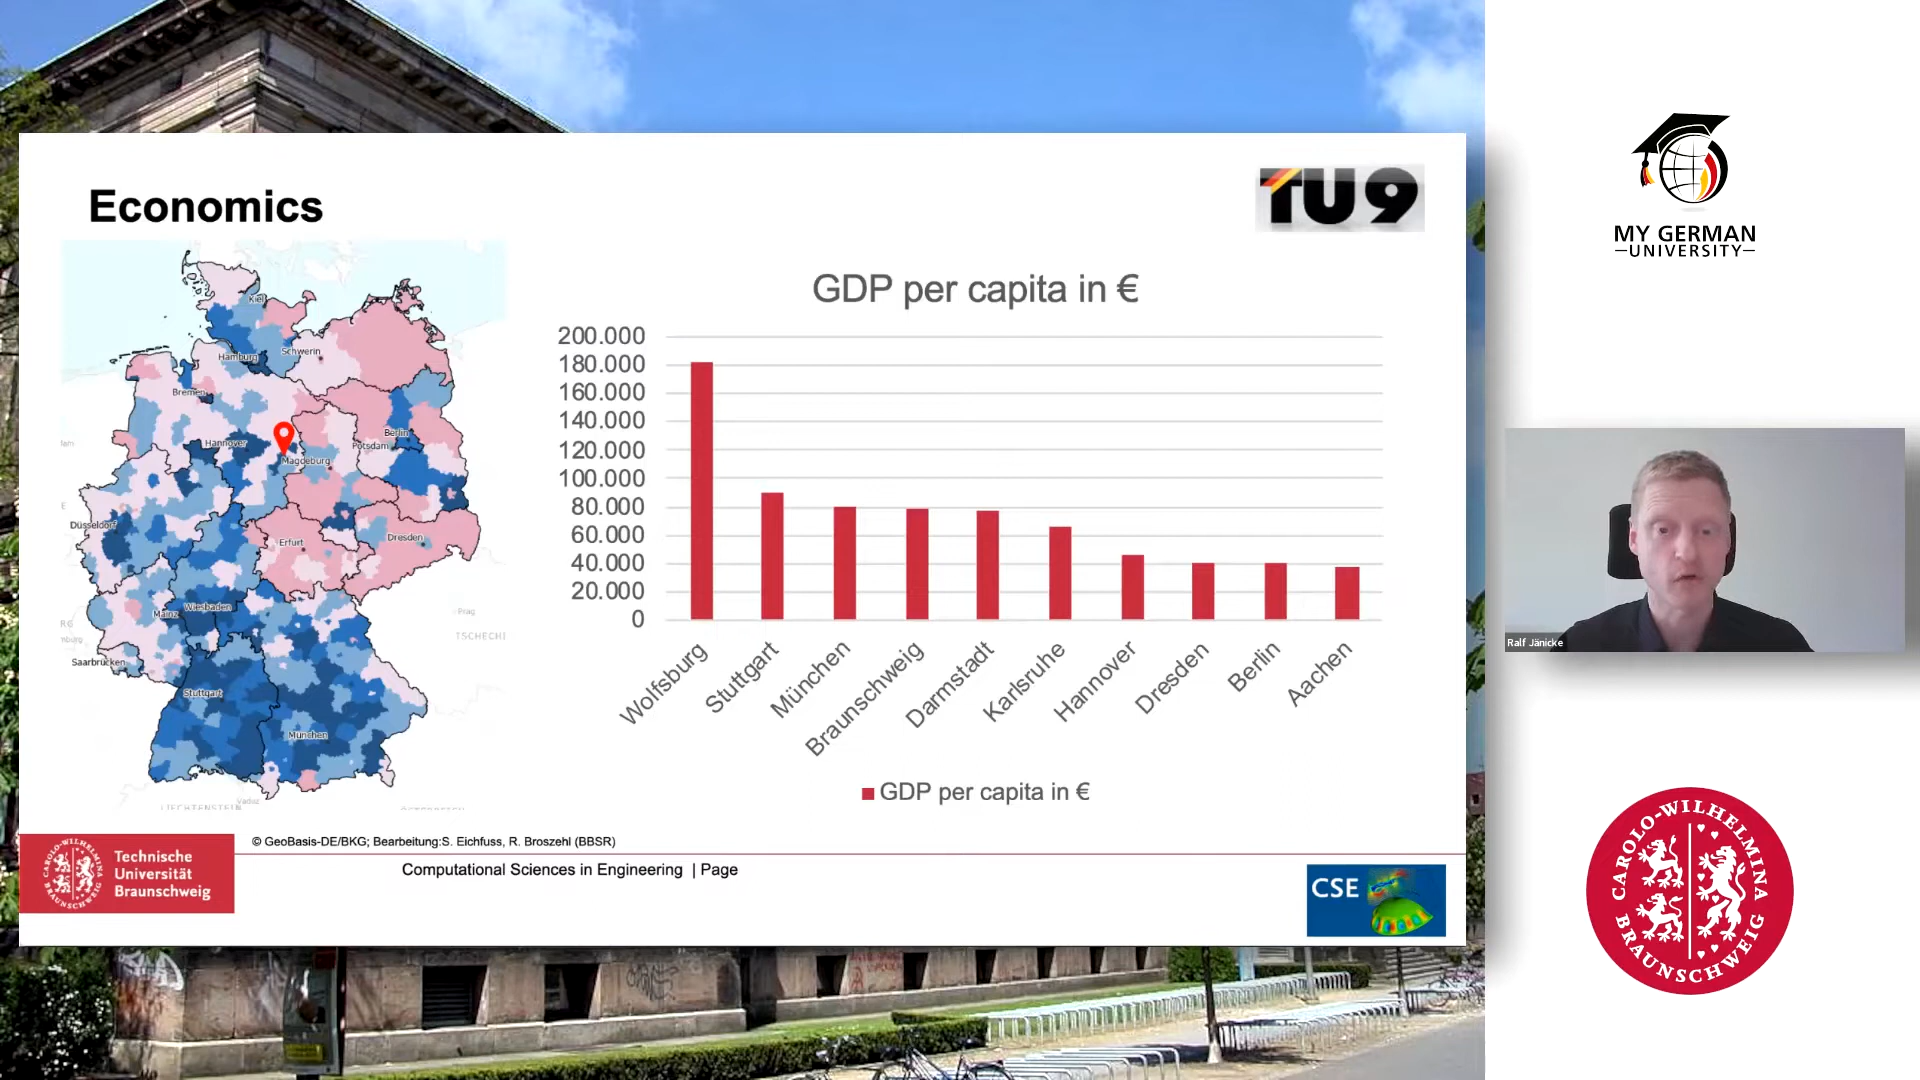 Economics
TU9
Kiel
Hamburg
Schwerin
Bremen
Hannover
Berlin
Potsdam
Magdeburg
Düsseldorf
Erfurt
Dresden
Wiesbaden
Mainz
Prag
TSCHECHI
Saarbrücken
Stuttgart
München
Vaduz
LIECHTENSTEIN
GDP per capita in €
200.000
180.000
160.000
140.000
120.000
100.000
80.000
60.000
40.000
20.000
0
Wolfsburg
Stuttgart
München
Braunschweig
Darmstadt
Karlsruhe
Hannover
Dresden
Berlin
Aachen
GDP per capita in €
© GeoBasis-DE/BKG; Bearbeitung:S. Eichfuss, R. Broszehl (BBSR)
Computational Sciences in Engineering | Page
Technische
Universität
Braunschweig
CSE
MY GERMAN
UNIVERSITY
Ralf Jänicke
CAROLO-WILHELMINA
BRAUNSCHWEIG